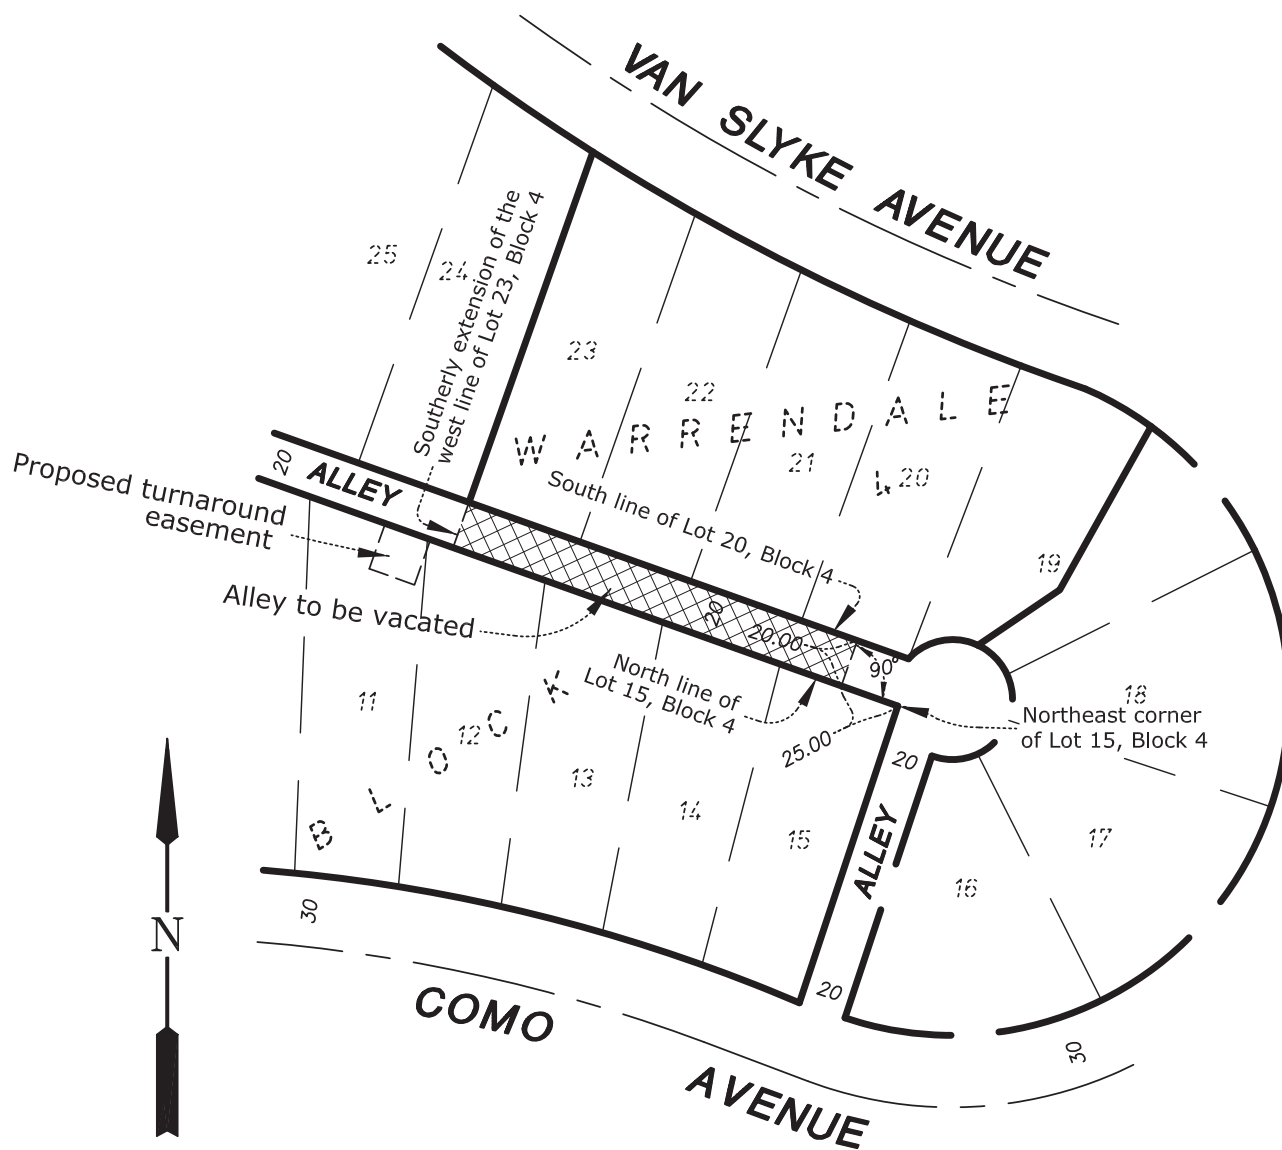 VAN SLYKE AVENUE
25
24
Southerly extension of the
west line of Lot 23, Block 4
23
22
WARRENDALE
21
4
20
19
South line of Lot 20, Block 4
20
ALLEY
Proposed turnaround
easement
Alley to be vacated
20
20.00
90°
North line of
Lot 15, Block 4
25.00
18
Northeast corner
of Lot 15, Block 4
11
12
13
14
15
BLOCK
20
ALLEY
17
16
20
30
30
N
COMO AVENUE